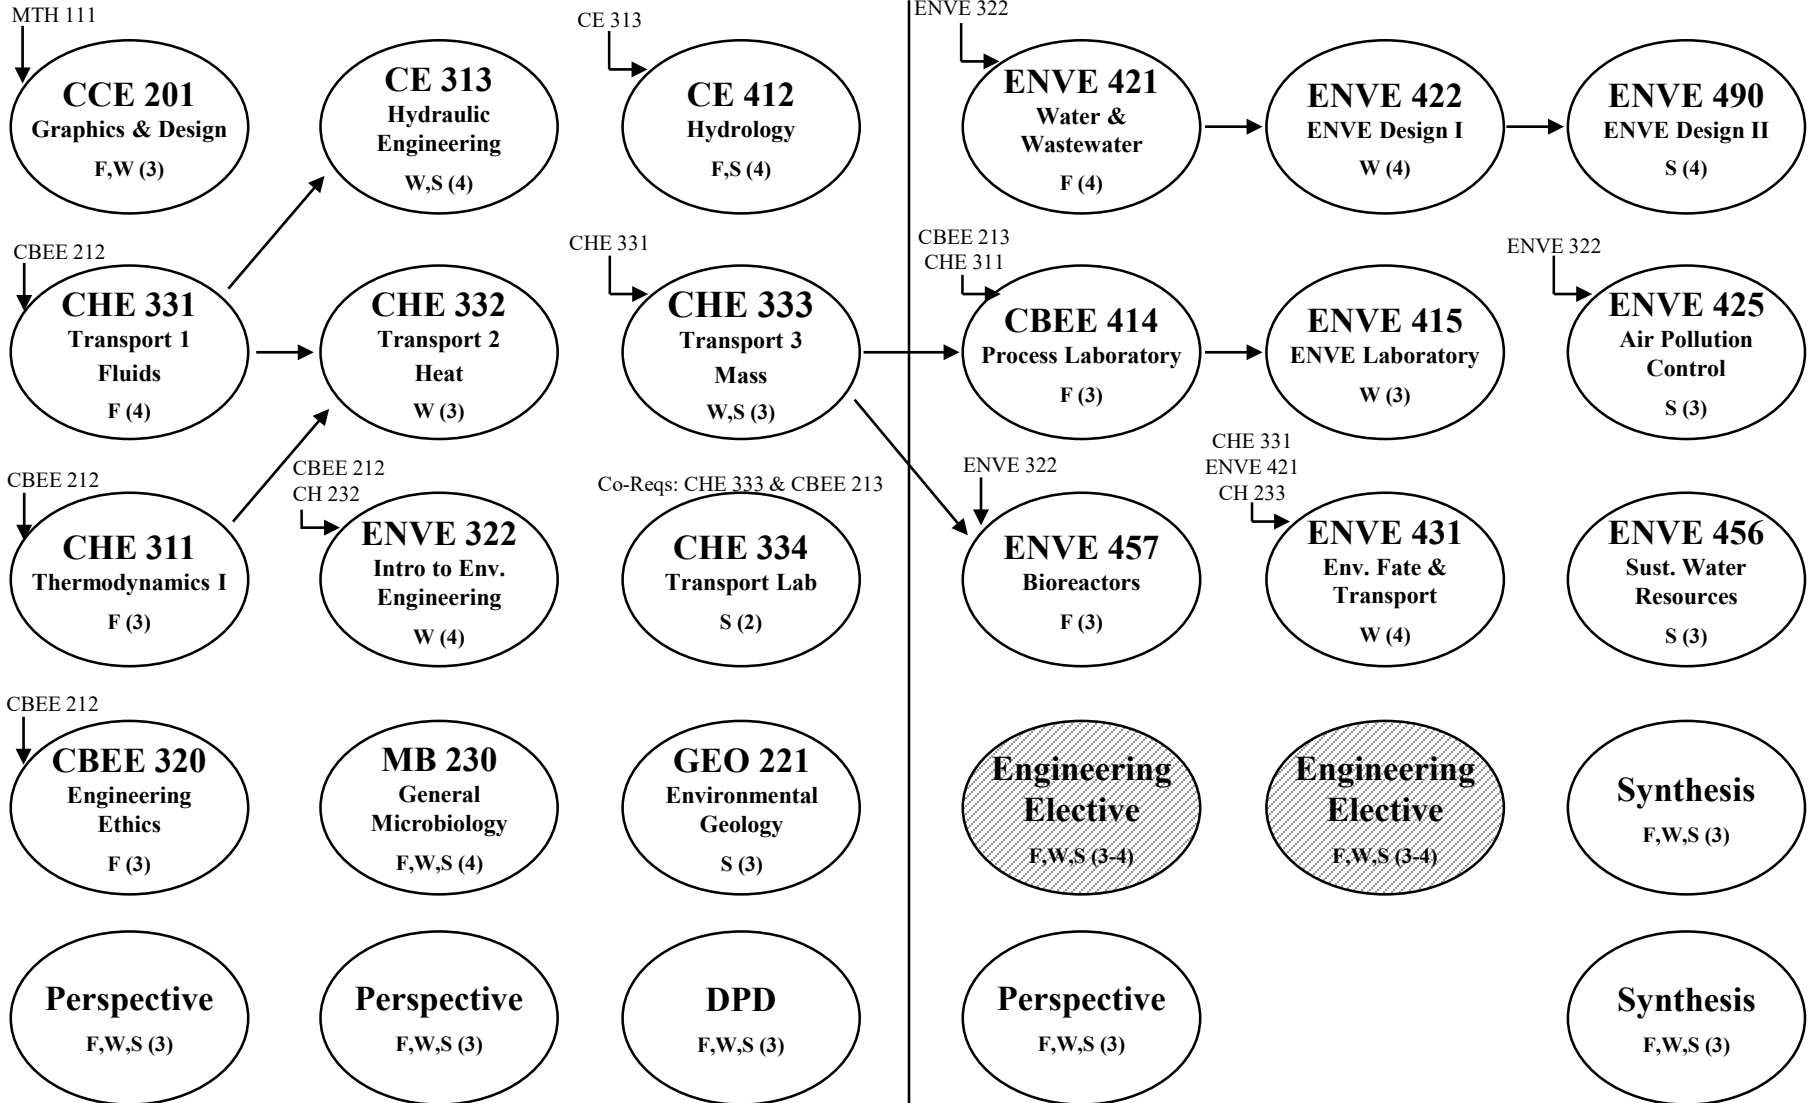 MTH 111
CCE 201
Graphics & Design
F,W (3)
CE 313
Hydraulic
Engineering
W,S (4)
CE 313
CE 412
Hydrology
F,S (4)
ENVE 322
ENVE 421
Water &
Wastewater
F (4)
ENVE 422
ENVE Design I
W (4)
ENVE 490
ENVE Design II
S (4)
CBEE 212
CHE 331
Transport 1
Fluids
F (4)
CHE 332
Transport 2
Heat
W (3)
CHE 331
CHE 333
Transport 3
Mass
W,S (3)
CBEE 213
CHE 311
CBEE 414
Process Laboratory
F (3)
ENVE 415
ENVE Laboratory
W (3)
ENVE 322
ENVE 425
Air Pollution
Control
S (3)
CBEE 212
CHE 311
Thermodynamics I
F (3)
CBEE 212
CH 232
ENVE 322
Intro to Env.
Engineering
W (4)
Co-Reqs: CHE 333 & CBEE 213
CHE 334
Transport Lab
S (2)
ENVE 322
ENVE 457
Bioreactors
F (3)
CHE 331
ENVE 421
CH 233
ENVE 431
Env. Fate &
Transport
W (4)
ENVE 456
Sust. Water
Resources
S (3)
CBEE 212
CBEE 320
Engineering
Ethics
F (3)
MB 230
General
Microbiology
F,W,S (4)
GEO 221
Environmental
Geology
S (3)
Engineering
Elective
F,W,S (3-4)
Engineering
Elective
F,W,S (3-4)
Synthesis
F,W,S (3)
Perspective
F,W,S (3)
Perspective
F,W,S (3)
DPD
F,W,S (3)
Perspective
F,W,S (3)
Synthesis
F,W,S (3)